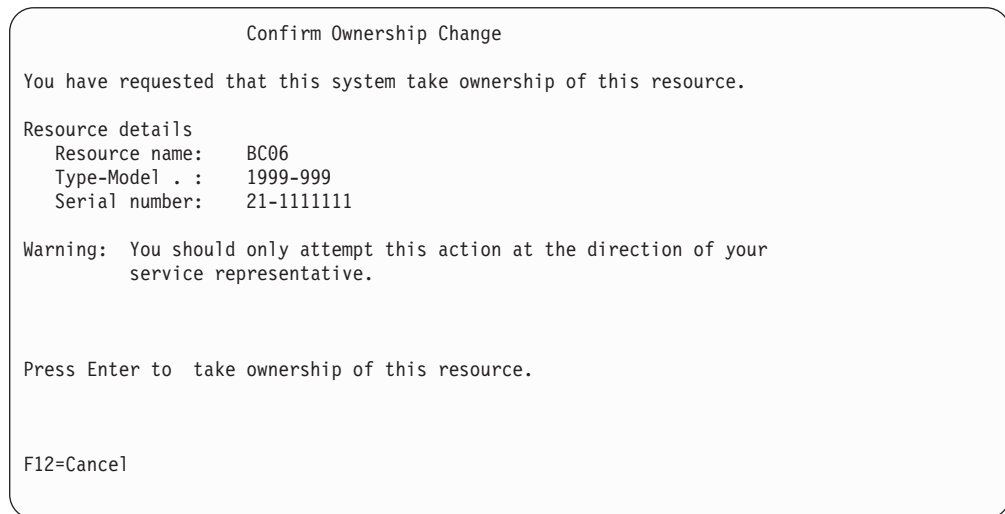 Confirm Ownership Change
You have requested that this system take ownership of this resource.
Resource details
Resource name: BC06
Type-Model . : 1999-999
Serial number: 21-1111111
Warning: You should only attempt this action at the direction of your
service representative.
Press Enter to take ownership of this resource.
F12=Cancel